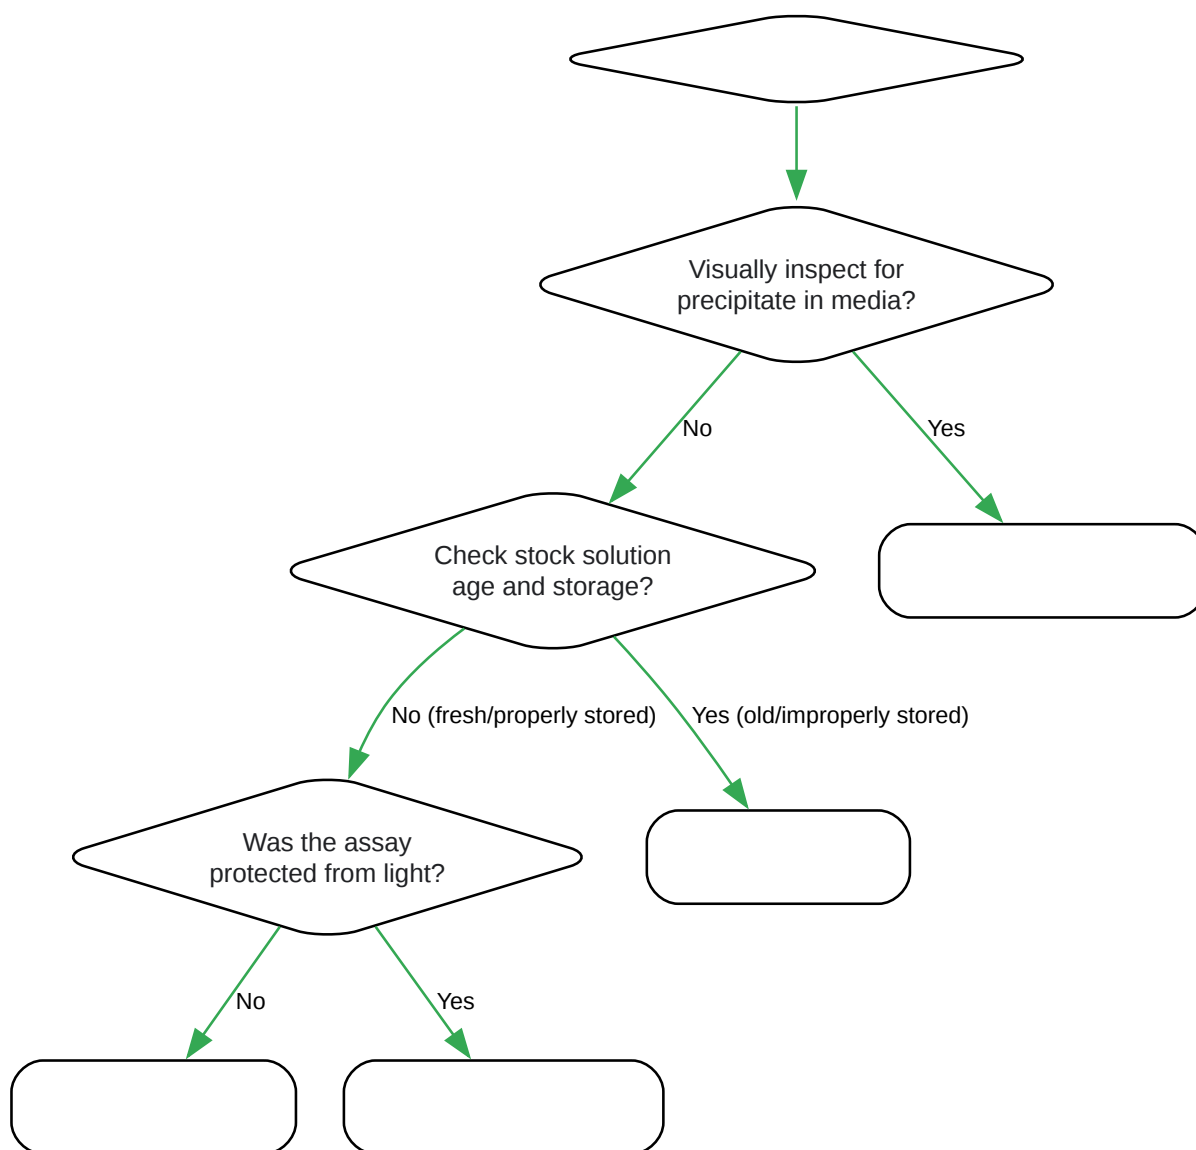 Visually inspect for
precipitate in media?
No
Yes
Check stock solution
age and storage?
No (fresh/properly stored)
Yes (old/improperly stored)
Was the assay
protected from light?
No
Yes